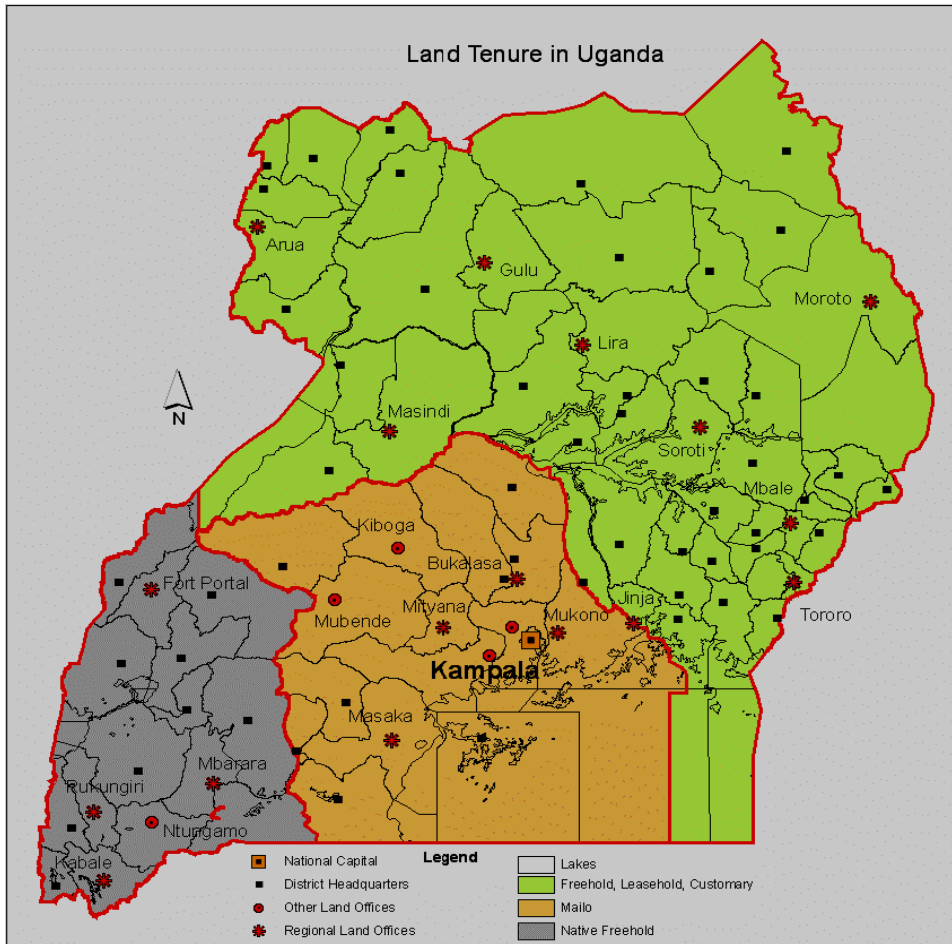 Land Tenure in Uganda
Arua
Gulu
Moroto
Lira
Masindi
N
Soroti
Mbale
Kiboga
Bukalasa
Fort Portal
Mubende
Mityana
Mukono
Jinja
Tororo
Kampala
Masaka
Mbarara
Rukungiri
Ntungamo
Kabale
Legend
National Capital
District Headquarters
Other Land Offices
Regional Land Offices
Lakes
Freehold, Leasehold, Customary
Mailo
Native Freehold